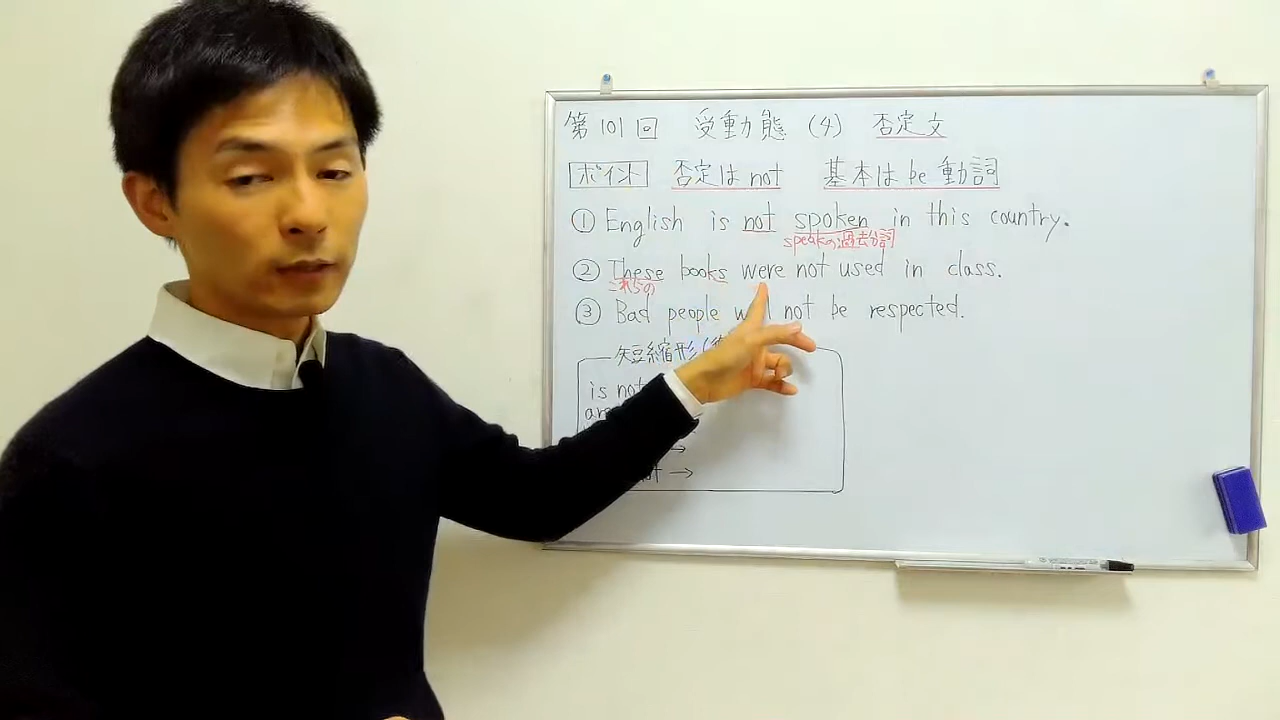 第101回 受動態 (4) 否定文
ポイント 否定は not 基本は be 動詞
① English is not spoken in this country.
speakの過去分詞
② These books were not used in class.
これらの
③ Bad people not be respected.
短縮形
is not
are
→
→